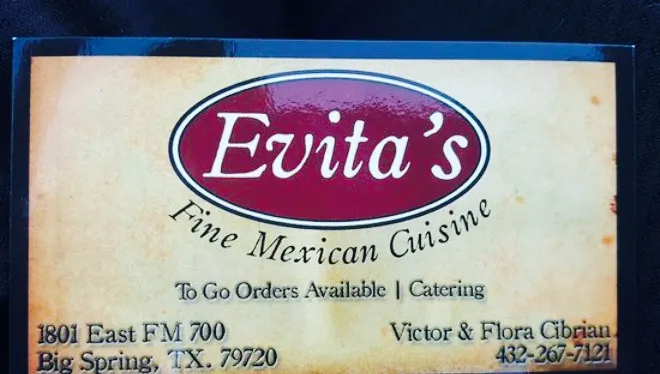 Evita's
Fine Mexican Cuisine
To Go Orders Available | Catering
1801 East FM 700
Victor & Flora Cibrian
Big Spring, TX. 79720
432-267-7121